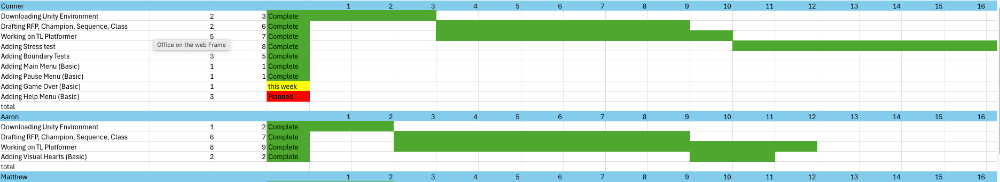 Conner 1 2 3 4 5 6 7 8 9 10 11 12 13 14 15 16
Downloading Unity Environment 2 3 Complete
Drafting RFP, Champion, Sequence, Class 2 6 Complete
Working on TL Platformer 5 7 Complete
Office on the web Frame
Adding Stress test 8 Complete
Adding Boundary Tests 3 5 Complete
Adding Main Menu (Basic) 1 1 Complete
Adding Pause Menu (Basic) 1 1 Complete
Adding Game Over (Basic) 1 this week
Adding Help Menu (Basic) 3 Planned
total
Aaron 1 2 3 4 5 6 7 8 9 10 11 12 13 14 15 16
Downloading Unity Environment 1 2 Complete
Drafting RFP, Champion, Sequence, Class 6 7 Complete
Working on TL Platformer 8 9 Complete
Adding Visual Hearts (Basic) 2 2 Complete
total
Matthew 1 2 3 4 5 6 7 8 9 10 11 12 13 14 15 16